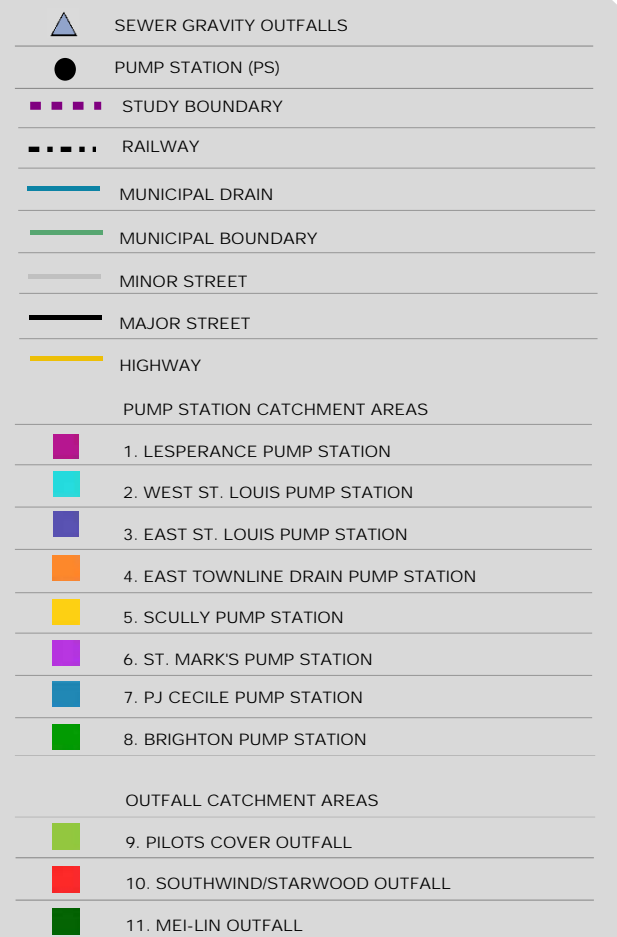 SEWER GRAVITY OUTFALLS
PUMP STATION (PS)
STUDY BOUNDARY
RAILWAY
MUNICIPAL DRAIN
MUNICIPAL BOUNDARY
MINOR STREET
MAJOR STREET
HIGHWAY
PUMP STATION CATCHMENT AREAS
1. LESPERANCE PUMP STATION
2. WEST ST. LOUIS PUMP STATION
3. EAST ST. LOUIS PUMP STATION
4. EAST TOWNLINE DRAIN PUMP STATION
5. SCULLY PUMP STATION
6. ST. MARK'S PUMP STATION
7. PJ CECILE PUMP STATION
8. BRIGHTON PUMP STATION
OUTFALL CATCHMENT AREAS
9. PILOTS COVER OUTFALL
10. SOUTHWIND/STARWOOD OUTFALL
11. MEI-LIN OUTFALL